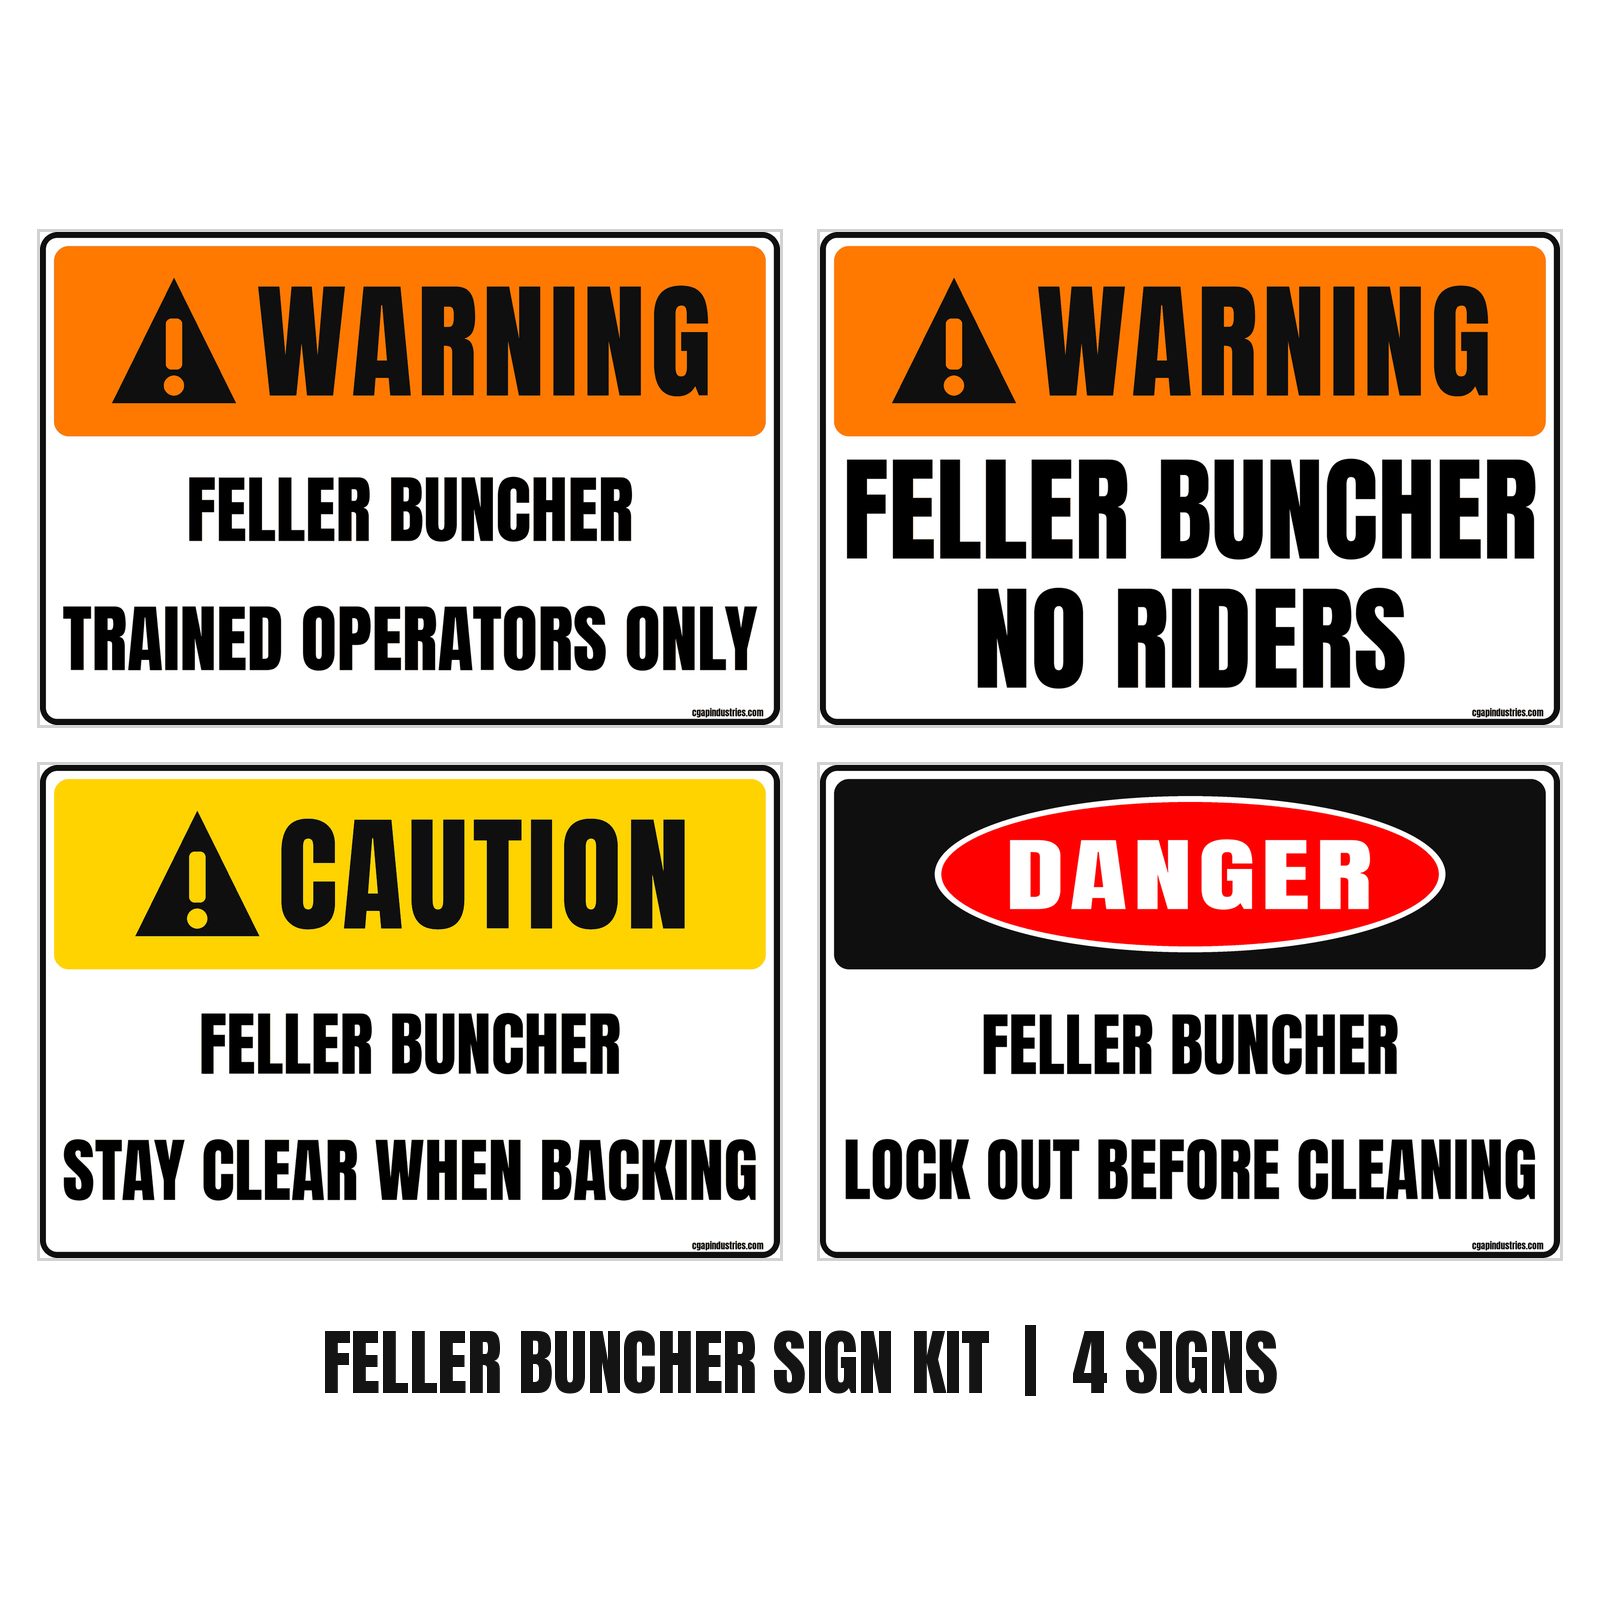 WARNING
FELLER BUNCHER
TRAINED OPERATORS ONLY
cgapindustries.com
WARNING
FELLER BUNCHER
NO RIDERS
cgapindustries.com
CAUTION
FELLER BUNCHER
STAY CLEAR WHEN BACKING
cgapindustries.com
DANGER
FELLER BUNCHER
LOCK OUT BEFORE CLEANING
cgapindustries.com
FELLER BUNCHER SIGN KIT | 4 SIGNS